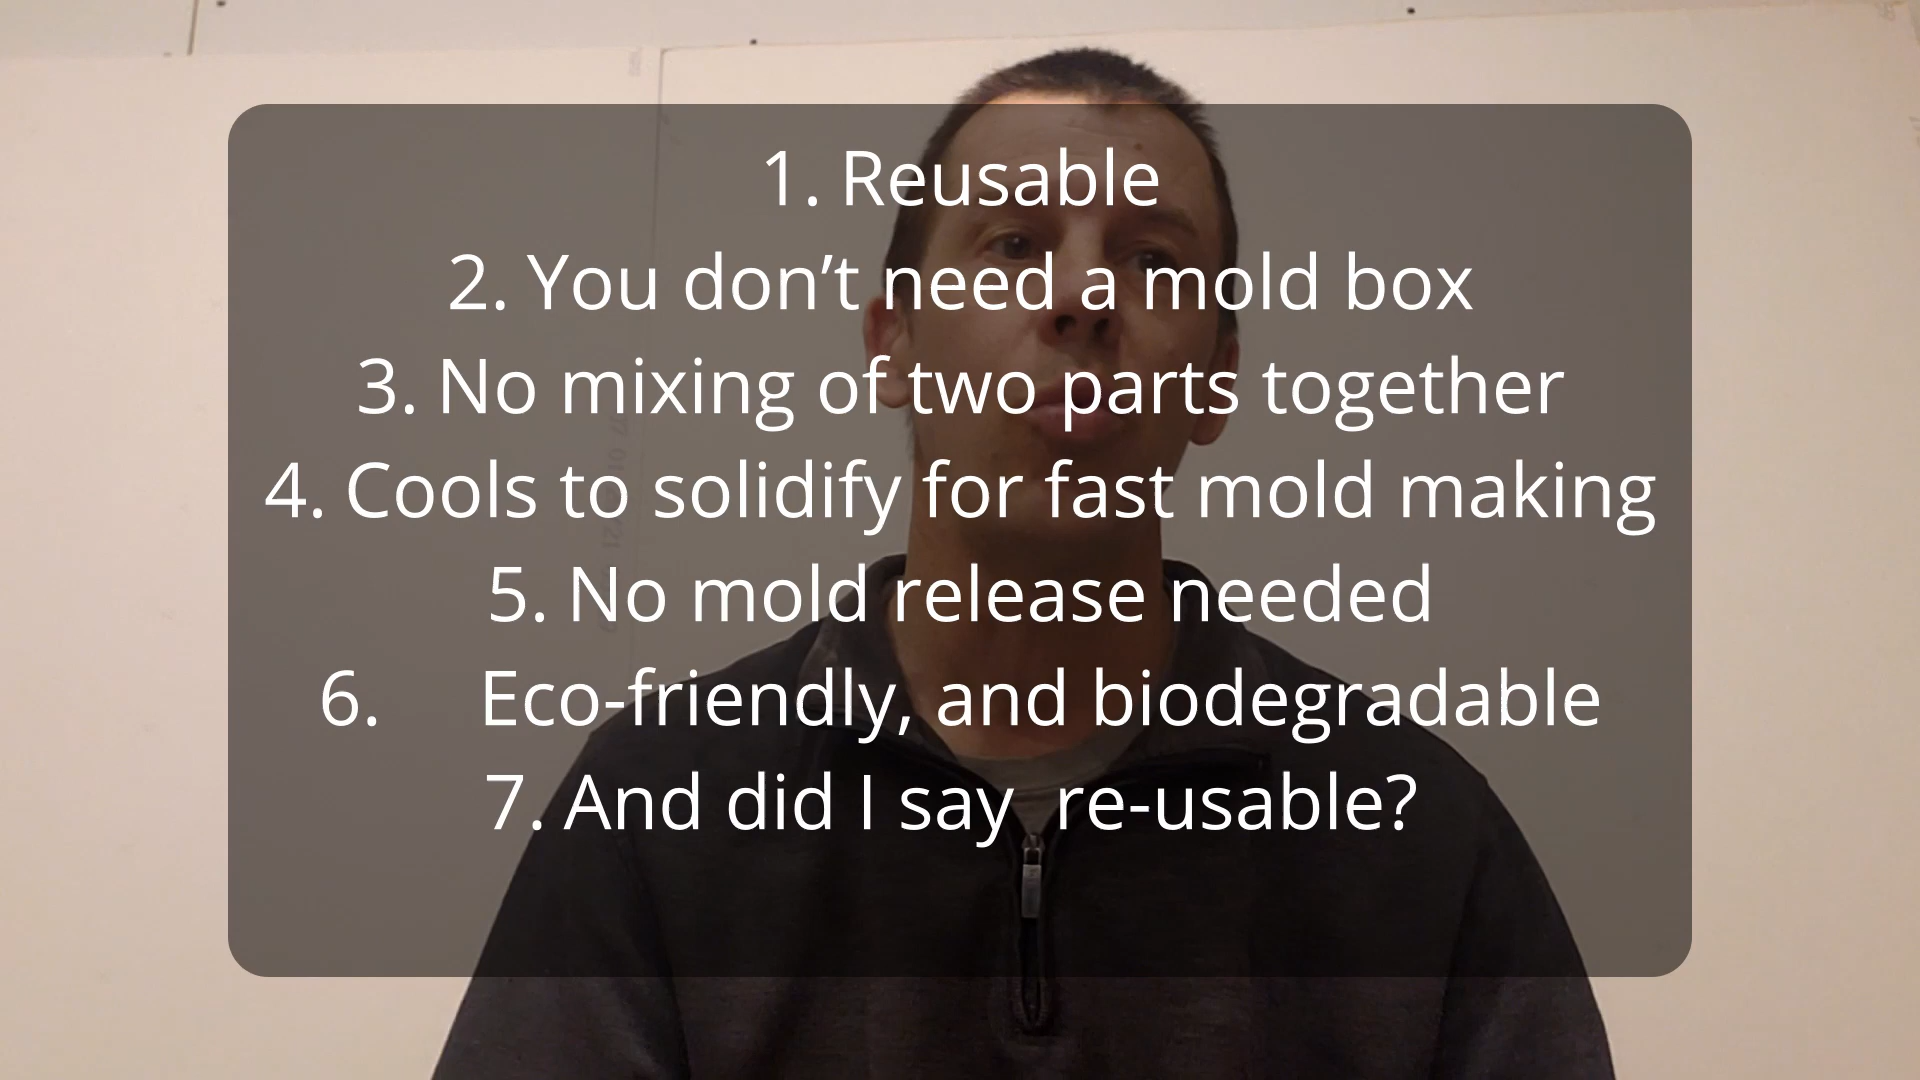 1. Reusable
2. You don’t need a mold box
3. No mixing of two parts together
4. Cools to solidify for fast mold making
5. No mold release needed
6. Eco-friendly, and biodegradable
7. And did I say re-usable?